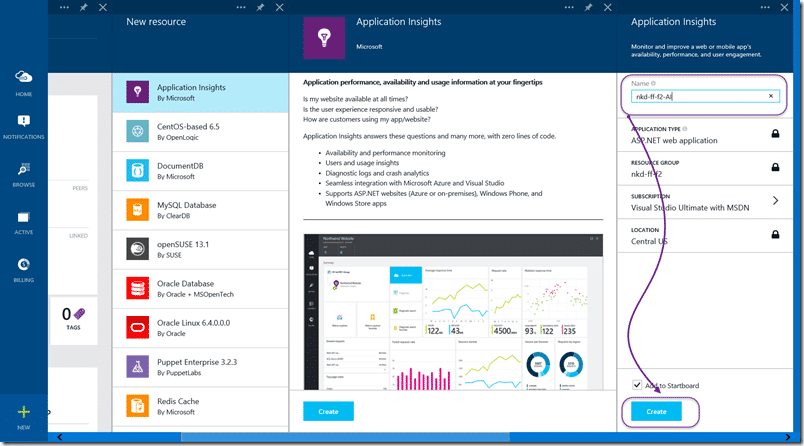 HOME
NOTIFICATIONS
BROWSE
ACTIVE
BILLING
NEW
PEERS
LINKED
0
TAGS
New resource
Application Insights
By Microsoft
CentOS-based 6.5
By OpenLogic
DocumentDB
By Microsoft
MySQL Database
By ClearDB
openSUSE 13.1
By SUSE
Oracle Database
By Oracle + MSOpenTech
Oracle Linux 6.4.0.0.0
By Oracle
Puppet Enterprise 3.2.3
By PuppetLabs
Redis Cache
By Microsoft
Application Insights
Microsoft
Application performance, availability and usage information at your fingertips
Is my website available at all times?
Is the user experience responsive and usable?
How are customers using my app/website?
Application Insights answers these questions and many more, with zero lines of code.
• Availability and performance monitoring
• Users and usage insights
• Diagnostic logs and crash analytics
• Seamless integration with Microsoft Azure and Visual Studio
• Supports ASP.NET websites (Azure or on-premises), Windows Phone, and
Windows Store apps
Northwind Website
122
43
4500
93
122
235
Create
Application Insights
Monitor and improve a web or mobile app's
availability, performance, and user engagement.
Name
nkd-ff-f2-AI
APPLICATION TYPE
ASP.NET web application
RESOURCE GROUP
nkd-ff-f2
SUBSCRIPTION
Visual Studio Ultimate with MSDN
LOCATION
Central US
Add to Startboard
Create